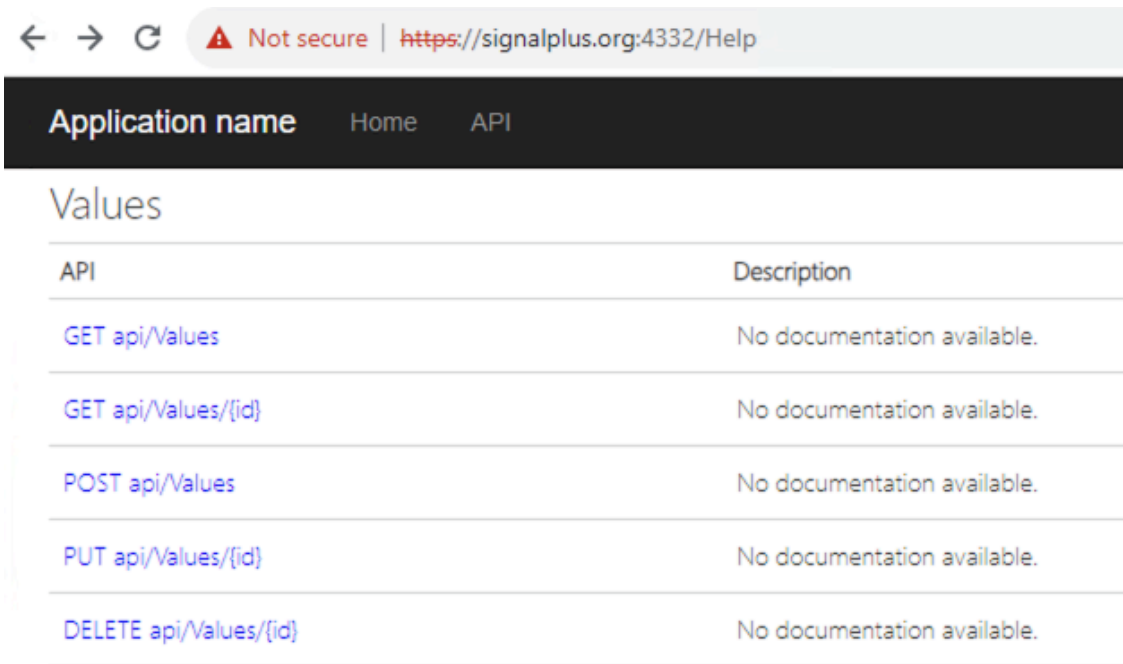 Not secure | https://signalplus.org:4332/Help
Application name Home API
Values
API Description
GET api/Values No documentation available.
GET api/Values/{id} No documentation available.
POST api/Values No documentation available.
PUT api/Values/{id} No documentation available.
DELETE api/Values/{id} No documentation available.